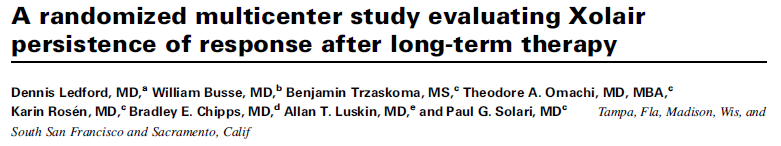 A randomized multicenter study evaluating Xolair
persistence of response after long-term therapy
Dennis Ledford, MD,a William Busse, MD,b Benjamin Trzaskoma, MS,c Theodore A. Omachi, MD, MBA,c
Karin Rosén, MD,c Bradley E. Chipps, MD,d Allan T. Luskin, MD,e and Paul G. Solari, MDc Tampa, Fla, Madison, Wis, and
South San Francisco and Sacramento, Calif